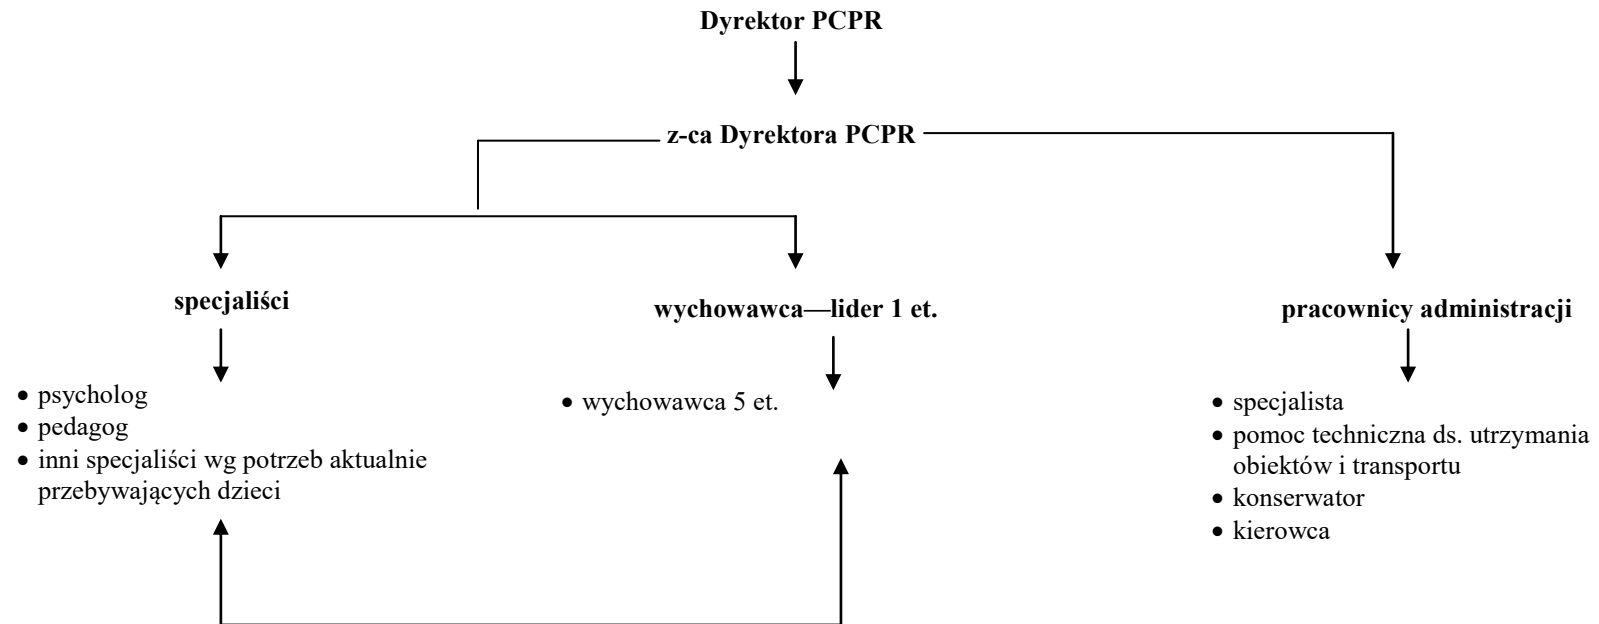 Dyrektor PCPR
z-ca Dyrektora PCPR
specjaliści
• psycholog
• pedagog
• inni specjaliści wg potrzeb aktualnie
przebywających dzieci
wychowawca—lider 1 et.
• wychowawca 5 et.
pracownicy administracji
• specjalista
• pomoc techniczna ds. utrzymania
obiektów i transportu
• konserwator
• kierowca